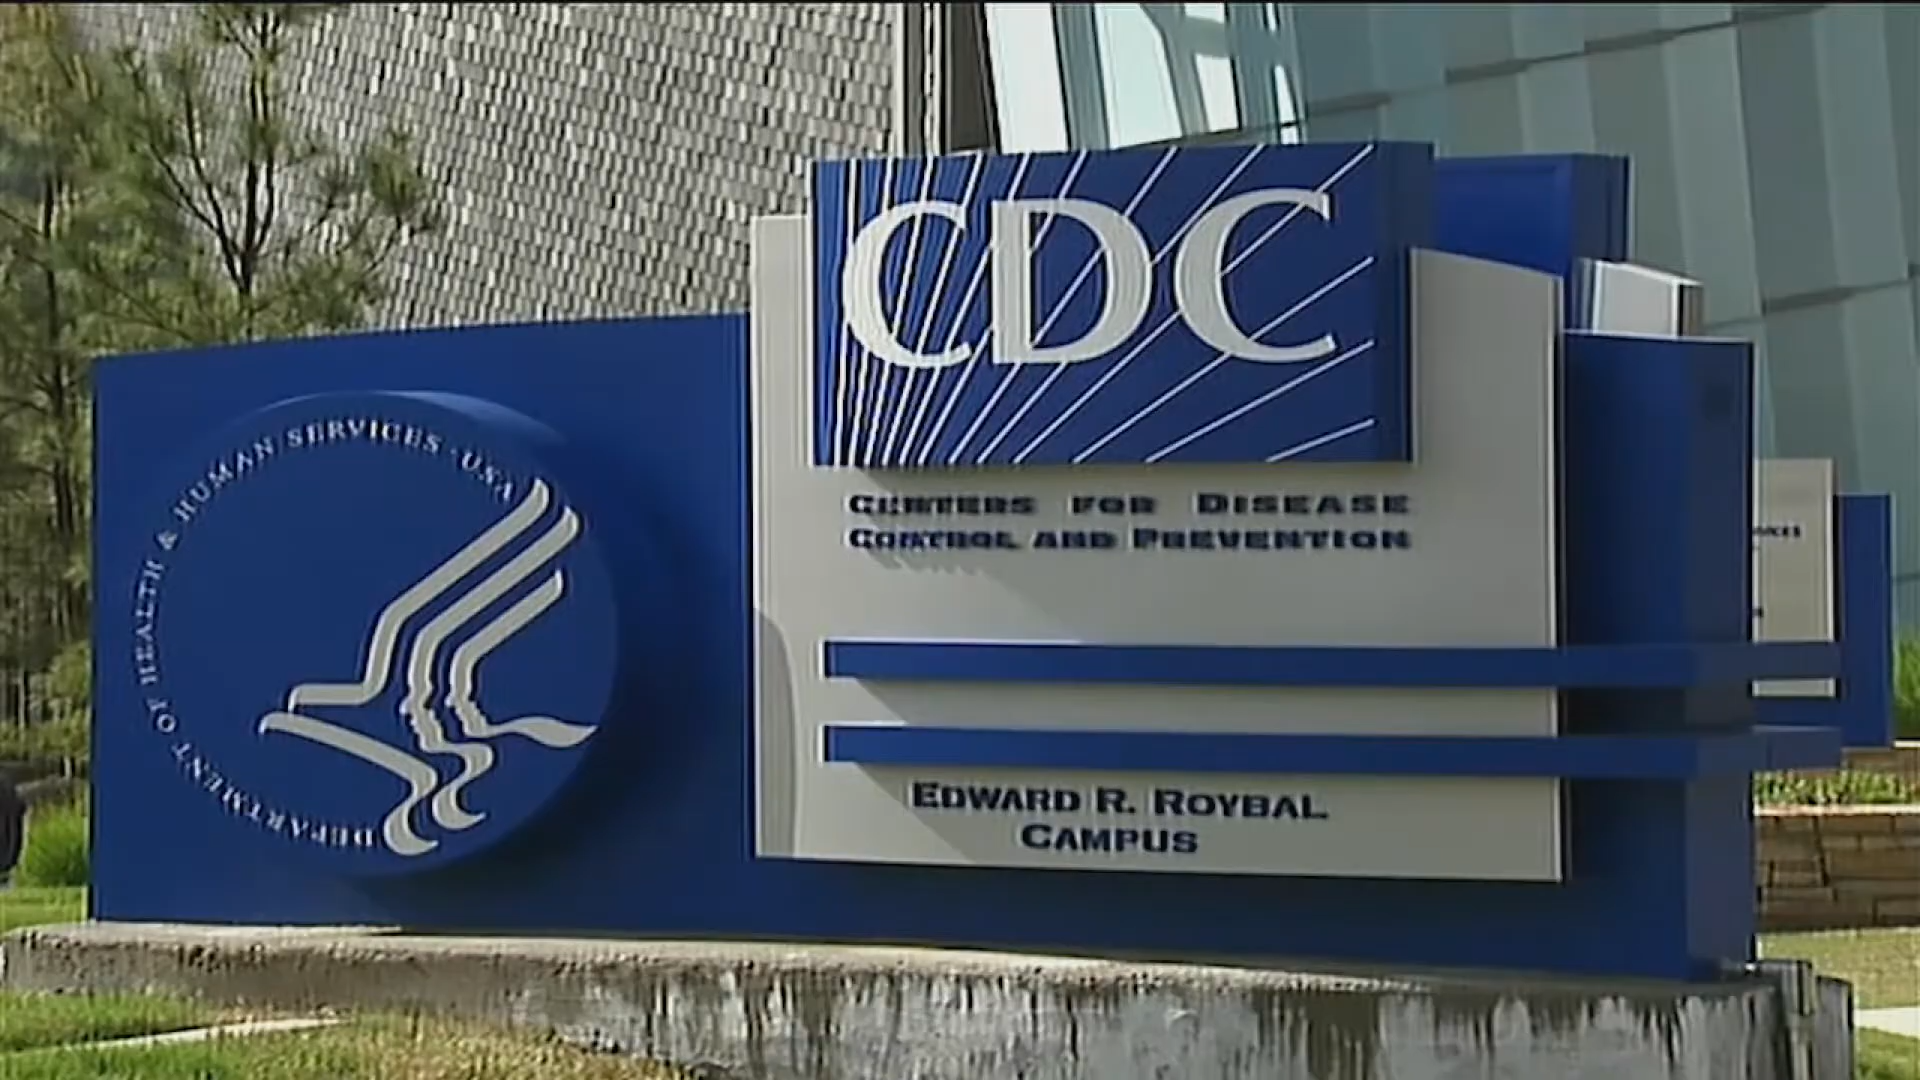 CDC
CENTERS FOR DISEASE
CONTROL AND PREVENTION
EDWARD R. ROYBAL
CAMPUS
DEPARTMENT OF HEALTH & HUMAN SERVICES · USA